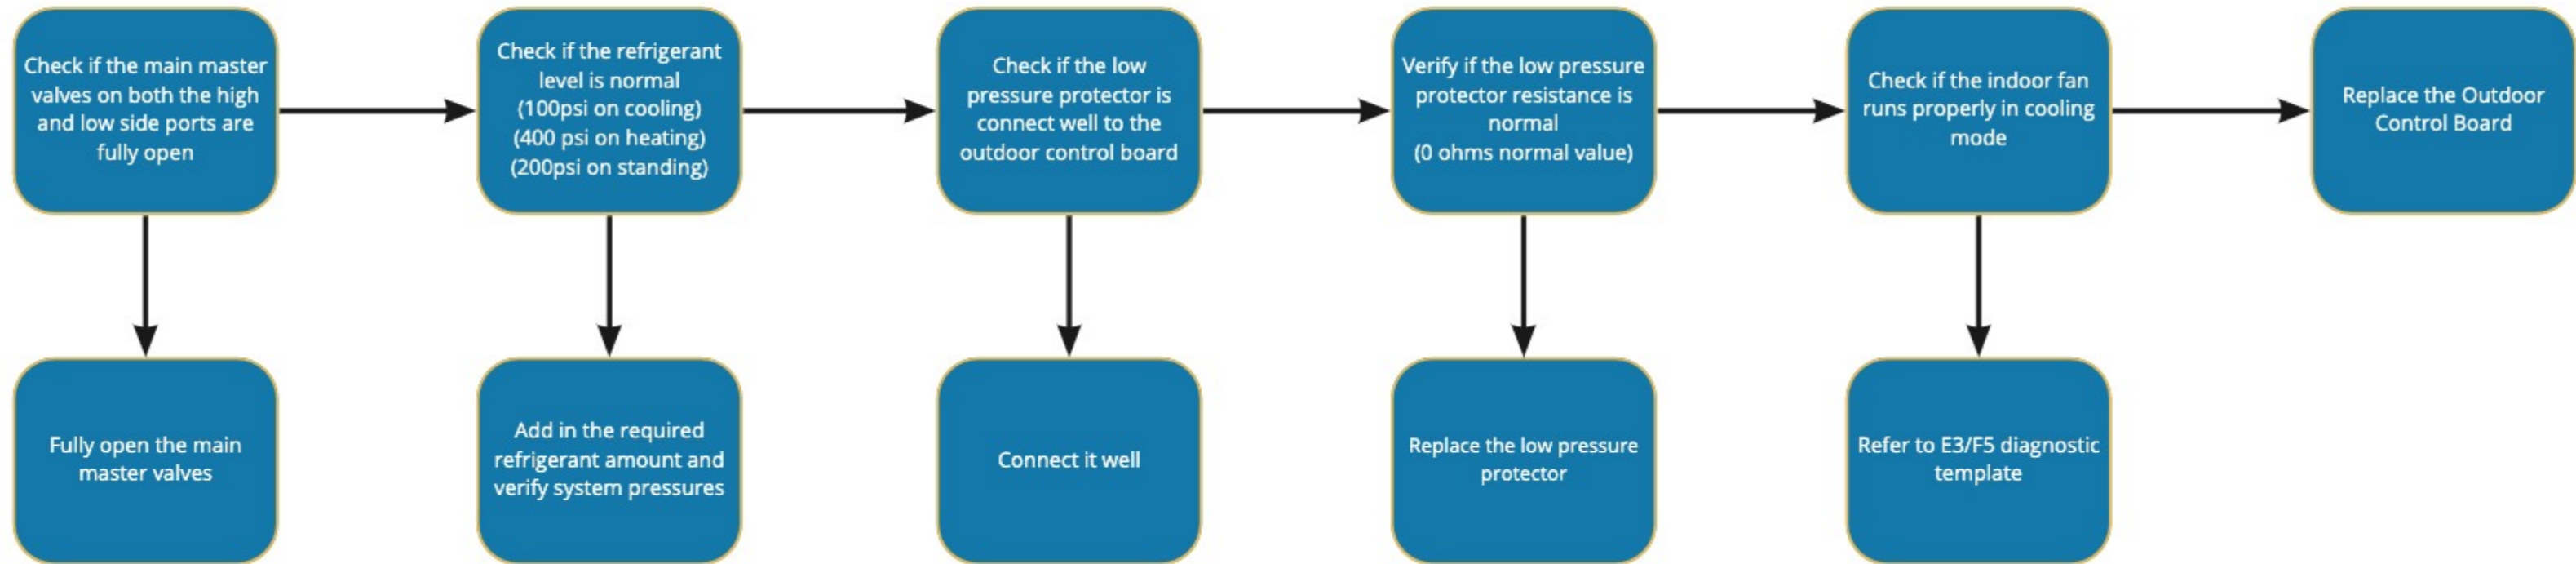 Check if the main master
valves on both the high
and low side ports are
fully open
Check if the refrigerant
level is normal
(100psi on cooling)
(400 psi on heating)
(200psi on standing)
Check if the low
pressure protector is
connect well to the
outdoor control board
Verify if the low pressure
protector resistance is
normal
(0 ohms normal value)
Check if the indoor fan
runs properly in cooling
mode
Replace the Outdoor
Control Board
Fully open the main
master valves
Add in the required
refrigerant amount and
verify system pressures
Connect it well
Replace the low pressure
protector
Refer to E3/F5 diagnostic
template